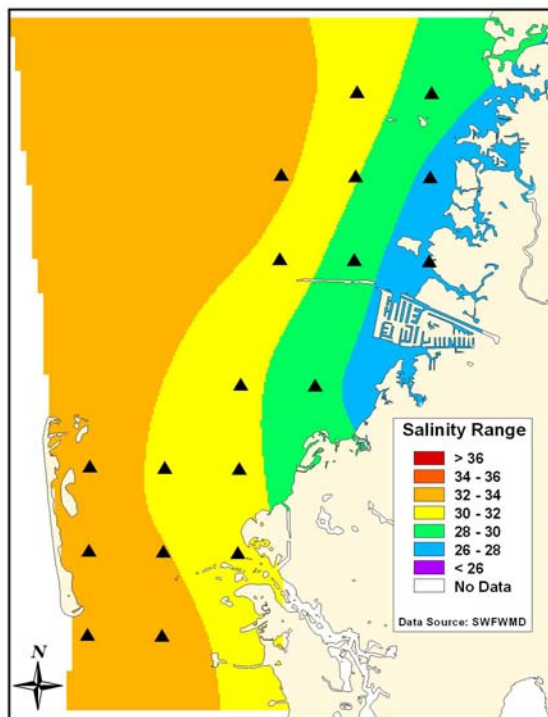 Salinity Range
> 36
34 - 36
32 - 34
30 - 32
28 - 30
26 - 28
< 26
No Data
Data Source: SWFWMD
N